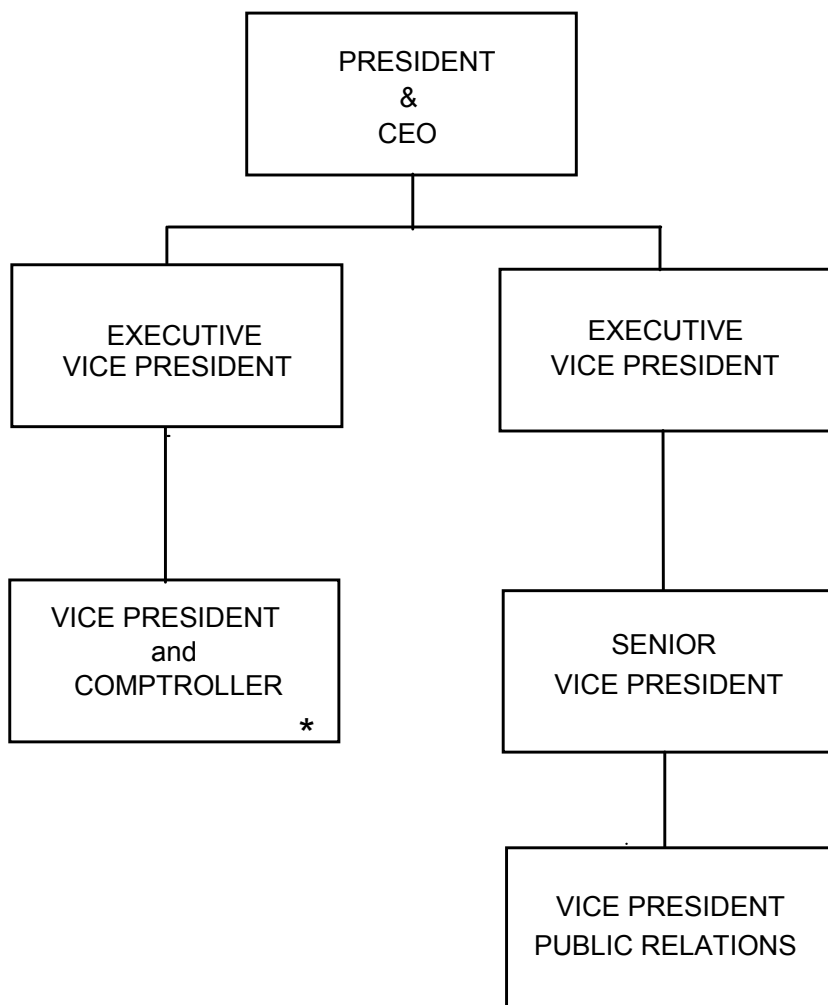 PRESIDENT
&
CEO
EXECUTIVE
VICE PRESIDENT
EXECUTIVE
VICE PRESIDENT
VICE PRESIDENT
and
COMPTROLLER
*
SENIOR
VICE PRESIDENT
VICE PRESIDENT
PUBLIC RELATIONS